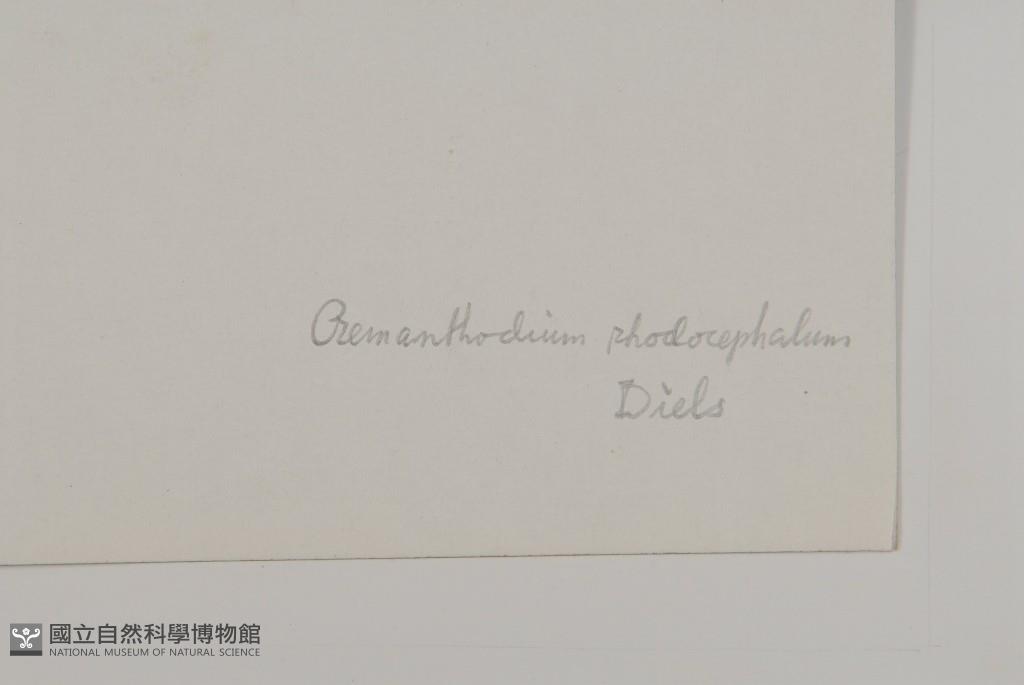 Cremanthodium rhodocephalum
Diels
國立自然科學博物館
NATIONAL MUSEUM OF NATURAL SCIENCE